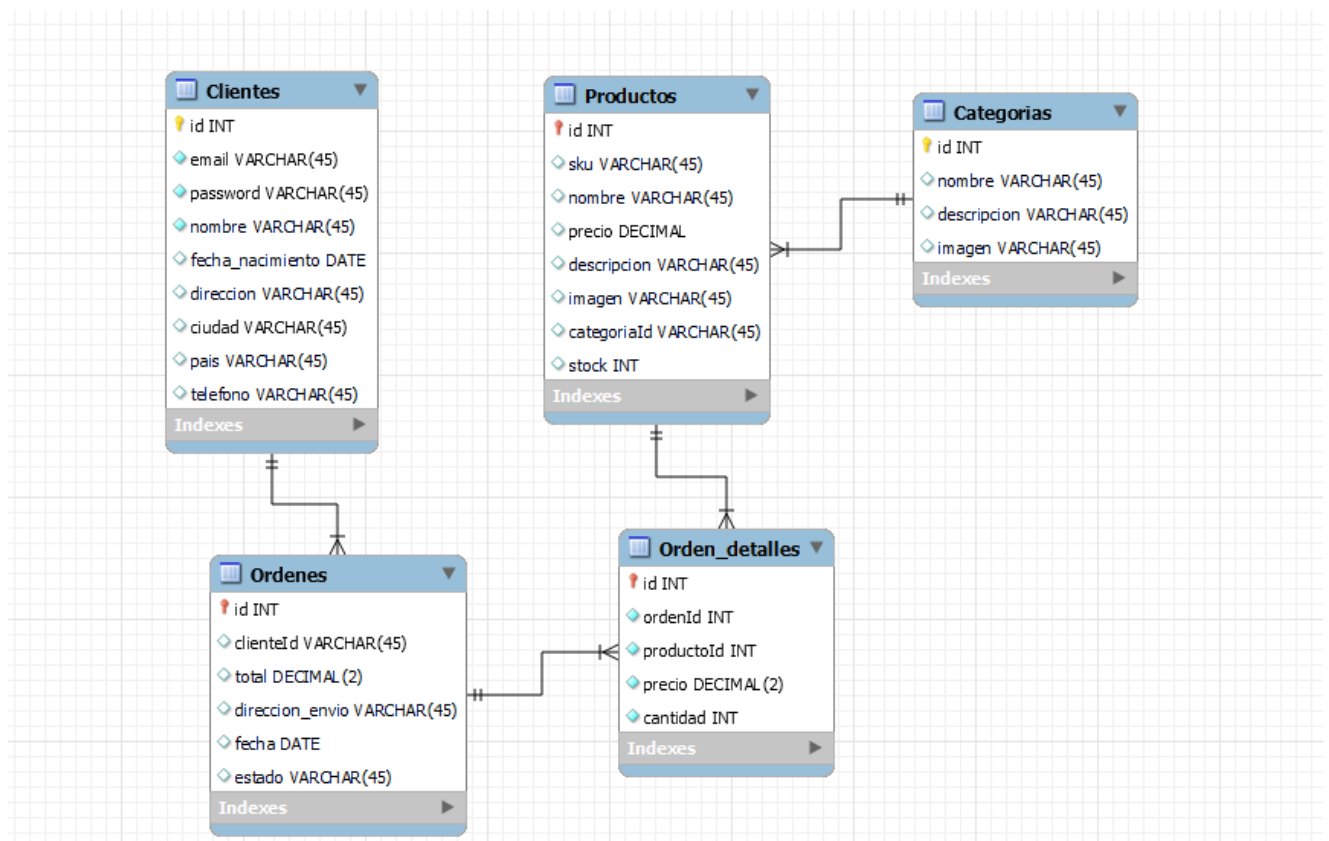 Clientes
id INT
email VARCHAR(45)
password VARCHAR(45)
nombre VARCHAR(45)
fecha_nacimiento DATE
direccion VARCHAR(45)
ciudad VARCHAR(45)
pais VARCHAR(45)
telefono VARCHAR(45)
Indexes
Productos
id INT
sku VARCHAR(45)
nombre VARCHAR(45)
precio DECIMAL
descripcion VARCHAR(45)
imagen VARCHAR(45)
categoriaId VARCHAR(45)
stock INT
Indexes
Categorias
id INT
nombre VARCHAR(45)
descripcion VARCHAR(45)
imagen VARCHAR(45)
Indexes
Ordenes
id INT
clienteId VARCHAR(45)
total DECIMAL(2)
direccion_envio VARCHAR(45)
fecha DATE
estado VARCHAR(45)
Indexes
Orden_detalles
id INT
ordenId INT
productoId INT
precio DECIMAL(2)
cantidad INT
Indexes